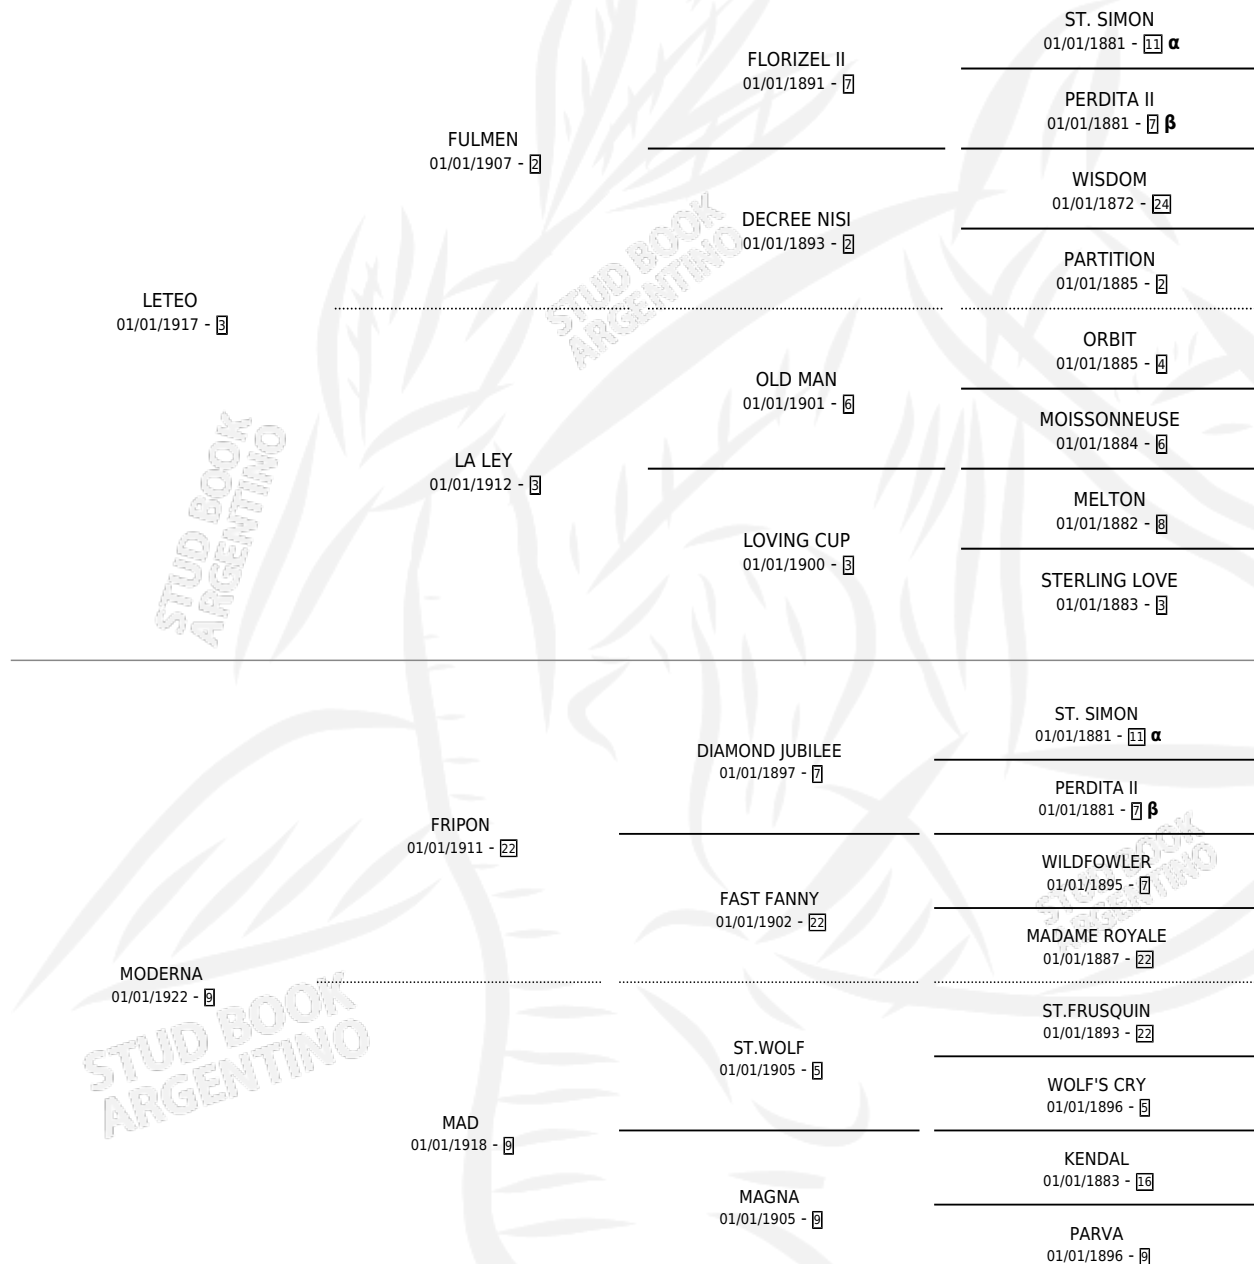 ST. SIMON
01/01/1881 - 11 α
FLORIZEL II
01/01/1891 - 7
PERDITA II
01/01/1881 - 7 β
FULMEN
01/01/1907 - 2
WISDOM
01/01/1872 - 24
DECREE NISI
01/01/1893 - 2
PARTITION
01/01/1885 - 2
LETEO
01/01/1917 - 3
ORBIT
01/01/1885 - 4
OLD MAN
01/01/1901 - 6
MOISSONNEUSE
01/01/1884 - 6
LA LEY
01/01/1912 - 3
MELTON
01/01/1882 - 8
LOVING CUP
01/01/1900 - 3
STERLING LOVE
01/01/1883 - 3
STUD BOOK
ARGENTINO
STUD BOOK
ARGENTINO
ST. SIMON
01/01/1881 - 11 α
DIAMOND JUBILEE
01/01/1897 - 7
PERDITA II
01/01/1881 - 7 β
FRIPON
01/01/1911 - 22
WILDFOWLER
01/01/1895 - 7
FAST FANNY
01/01/1902 - 22
MADAME ROYALE
01/01/1887 - 22
MODERNA
01/01/1922 - 9
ST.FRUSQUIN
01/01/1893 - 22
ST.WOLF
01/01/1905 - 5
WOLF'S CRY
01/01/1896 - 5
MAD
01/01/1918 - 9
KENDAL
01/01/1883 - 16
MAGNA
01/01/1905 - 9
PARVA
01/01/1896 - 9
STUD BOOK
ARGENTINO
STUD BOOK
ARGENTINO